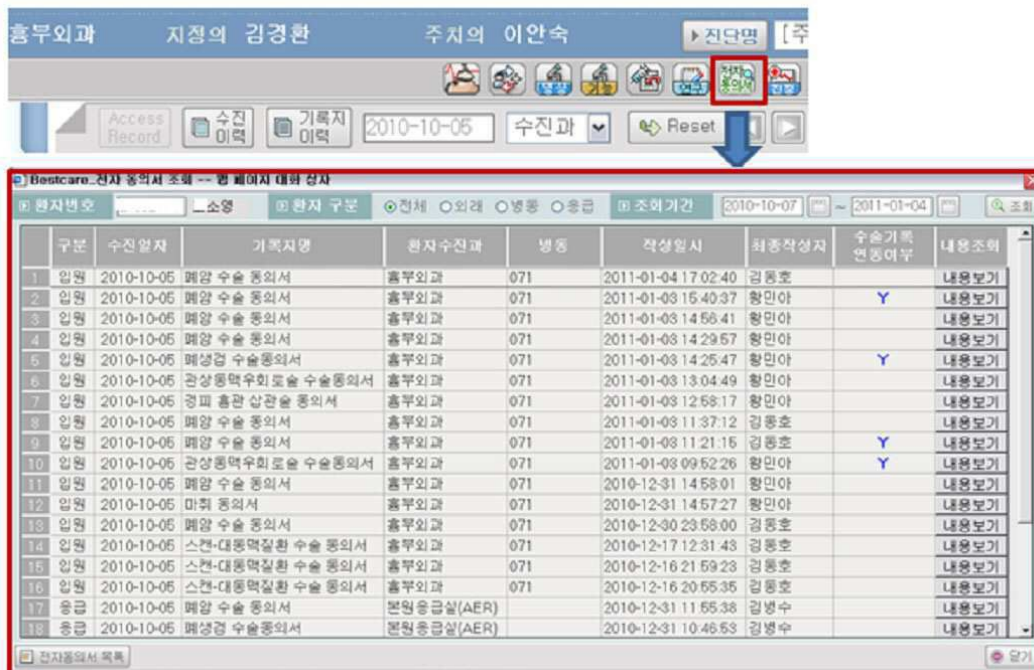 흉부외과 지정의 김경환 주치의 이안숙 진단명 [주
영상 기능 연구 전자동의서 진정
Access Record 수진이력 기록지이력 2010-10-05 수진과 Reset
Bestcare_전자 동의서 조회 -- 웹 페이지 대화 상자
환자번호 소영 환자 구분 전체 외래 병동 응급 조회기간 2010-10-07 ~ 2011-01-04 조회
구분 수진일자 기록지명 환자수진과 병동 작성일시 최종작성자 수술기록 연동여부 내용조회
1 입원 2010-10-05 폐암 수술 동의서 흉부외과 071 2011-01-04 17:02:40 김동호 내용보기
2 입원 2010-10-05 폐암 수술 동의서 흉부외과 071 2011-01-03 15:40:37 황민아 Y 내용보기
3 입원 2010-10-05 폐암 수술 동의서 흉부외과 071 2011-01-03 14:56:41 황민아 내용보기
4 입원 2010-10-05 폐암 수술 동의서 흉부외과 071 2011-01-03 14:29:57 황민아 내용보기
5 입원 2010-10-05 폐생검 수술동의서 흉부외과 071 2011-01-03 14:25:47 황민아 Y 내용보기
6 입원 2010-10-05 관상동맥우회로술 수술동의서 흉부외과 071 2011-01-03 13:04:49 황민아 내용보기
7 입원 2010-10-05 경피 흉관 삽관술 동의서 흉부외과 071 2011-01-03 12:58:17 황민아 내용보기
8 입원 2010-10-05 폐암 수술 동의서 흉부외과 071 2011-01-03 11:37:12 김동호 내용보기
9 입원 2010-10-05 폐암 수술 동의서 흉부외과 071 2011-01-03 11:21:15 김동호 Y 내용보기
10 입원 2010-10-05 관상동맥우회로술 수술동의서 흉부외과 071 2011-01-03 09:52:26 황민아 Y 내용보기
11 입원 2010-10-05 폐암 수술 동의서 흉부외과 071 2010-12-31 14:58:01 황민아 내용보기
12 입원 2010-10-05 마취 동의서 흉부외과 071 2010-12-31 14:57:27 황민아 내용보기
13 입원 2010-10-05 폐암 수술 동의서 흉부외과 071 2010-12-30 23:58:00 김동호 내용보기
14 입원 2010-10-05 스캔-대동맥질환 수술 동의서 흉부외과 071 2010-12-17 12:31:43 김동호 내용보기
15 입원 2010-10-05 스캔-대동맥질환 수술 동의서 흉부외과 071 2010-12-16 21:59:23 김동호 내용보기
16 입원 2010-10-05 스캔-대동맥질환 수술 동의서 흉부외과 071 2010-12-16 20:55:35 김동호 내용보기
17 응급 2010-10-05 폐암 수술 동의서 본원응급실(AER) 2010-12-31 11:55:38 김병수 내용보기
18 응급 2010-10-05 폐생검 수술동의서 본원응급실(AER) 2010-12-31 10:46:53 김병수 내용보기
전자동의서 목록 닫기